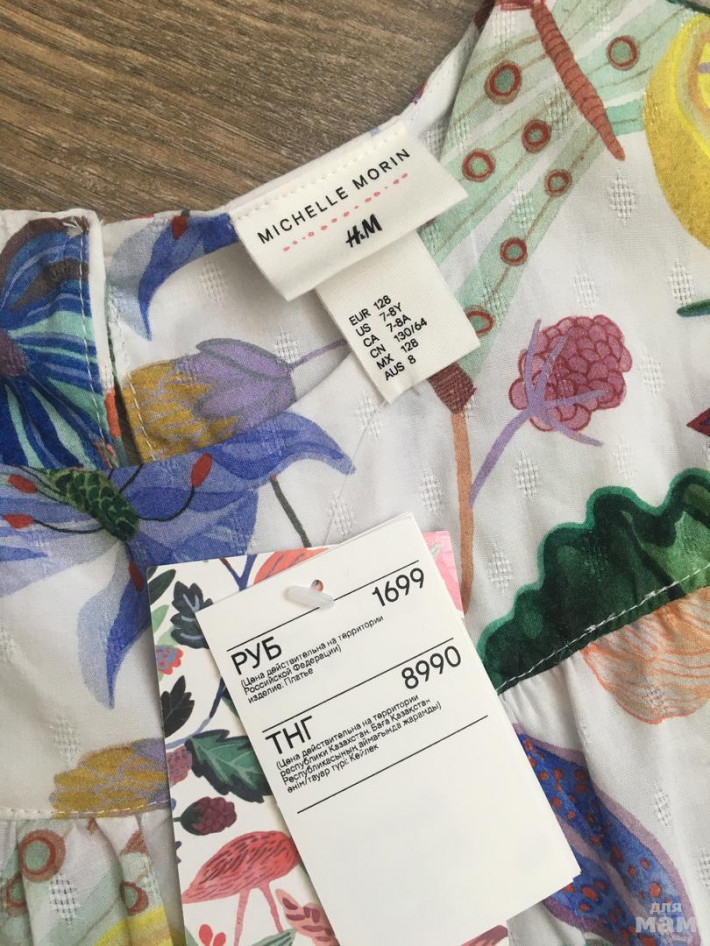 MICHELLE MORIN
H&M
EUR 128
US 7-8Y
CA 7-8A
CN 130/64
MX 128
AUS 8
РУБ 1699
(Цена действительна на территории
Российской Федерации)
изделие: Платье
ТНГ 8990
(Цена действительна на территории
республики Казахстан. Баға Қазақстан
Республикасының аймағында жарамды)
өнім/тауар түрі: Көйлек
для
мам